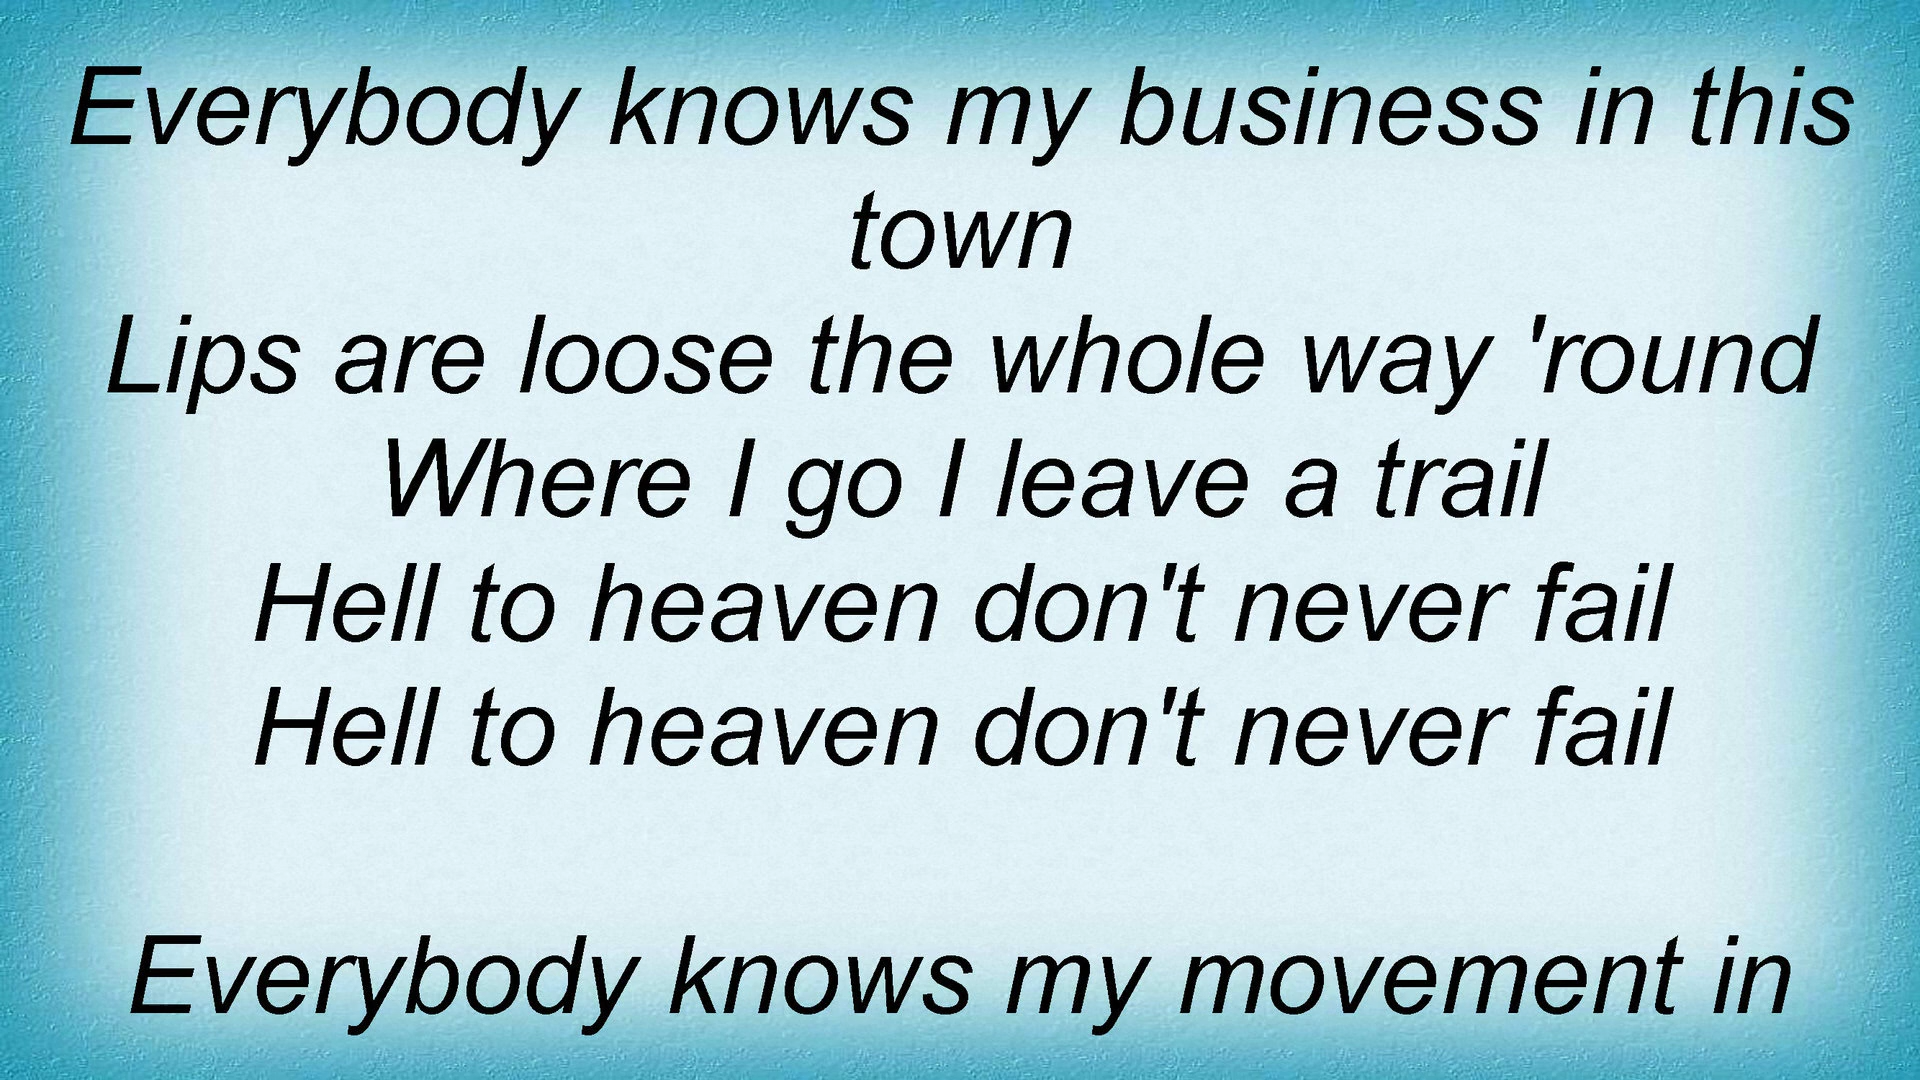 Everybody knows my business in this
town
Lips are loose the whole way 'round
Where I go I leave a trail
Hell to heaven don't never fail
Hell to heaven don't never fail
Everybody knows my movement in